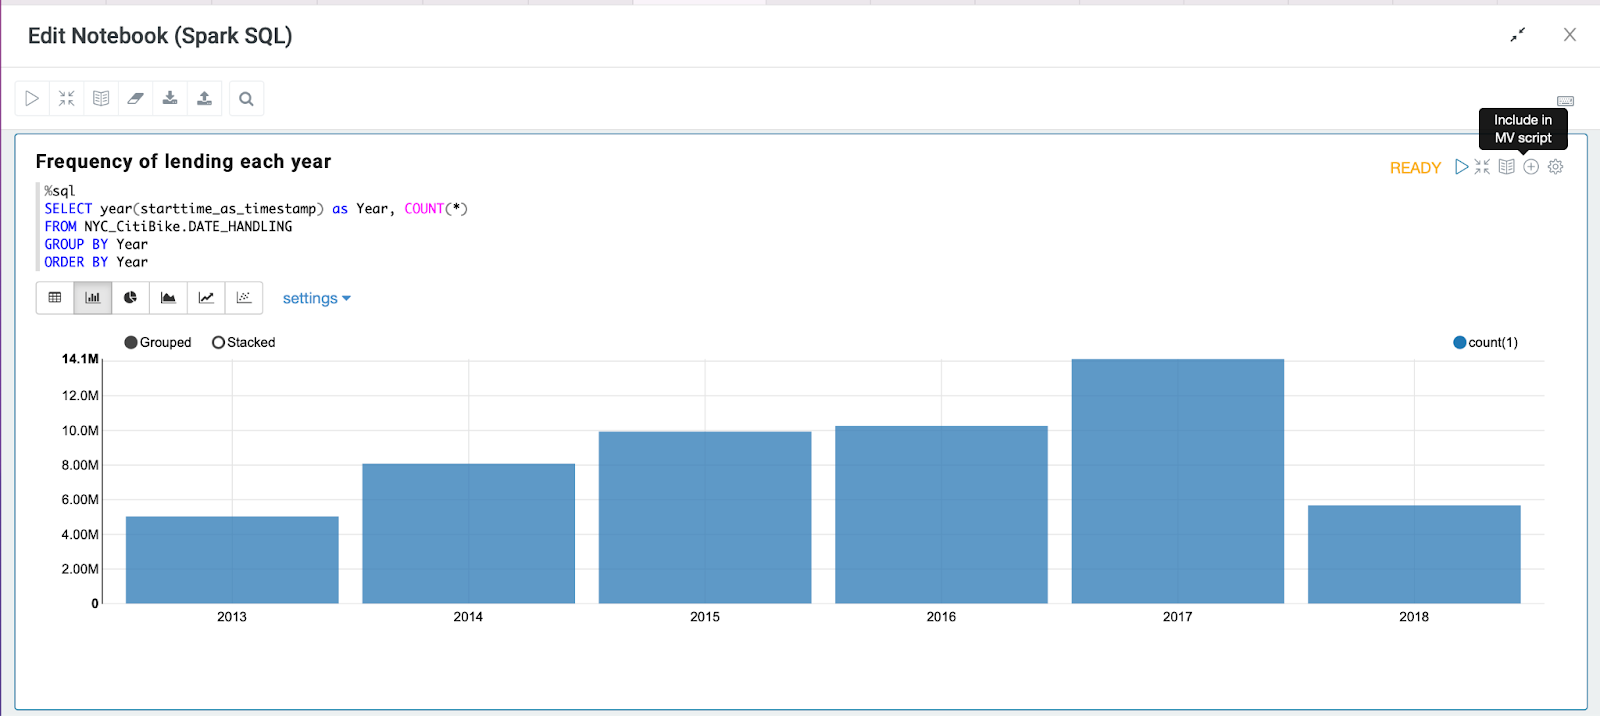 Edit Notebook (Spark SQL)
Include in
MV script
Frequency of lending each year
READY
%sql
SELECT year(starttime_as_timestamp) as Year, COUNT(*)
FROM NYC_CitiBike.DATE_HANDLING
GROUP BY Year
ORDER BY Year
settings
Grouped Stacked count(1)
14.1M
12.0M
10.0M
8.00M
6.00M
4.00M
2.00M
0
2013 2014 2015 2016 2017 2018